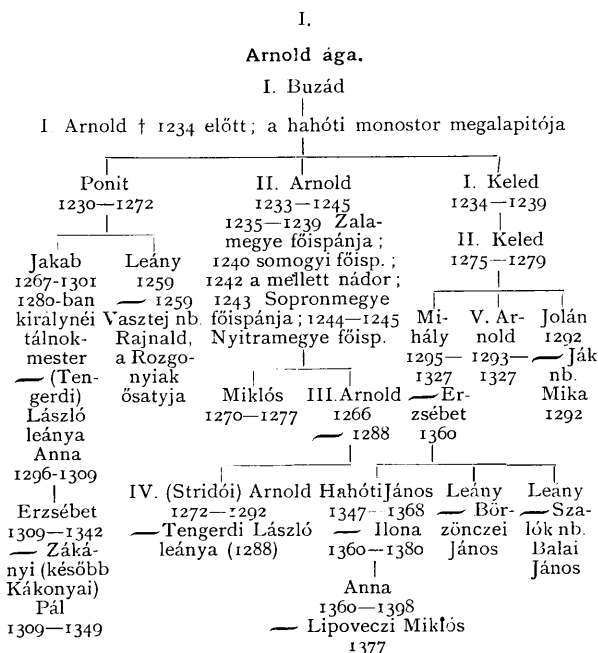 I.
Arnold ága.
I. Buzád
I Arnold † 1234 előtt; a hahóti monostor megalapitója
Ponit
1230—1272
II. Arnold
1233—1245
1235—1239 Zala-
megye főispánja;
1240 somogyi főisp.;
1242 a mellett nádor;
1243 Sopronmegye
főispánja; 1244—1245
Nyitramegye főisp.
I. Keled
1234—1239
II. Keled
1275—1279
Jakab
1267-1301
1280-ban
királynéi
tálnok-
mester
— (Ten-
gerdi)
László
leánya
Anna
1296-1309
Erzsébet
1309—1342
— Záká-
nyi (később
Kákonyai)
Pál
1309—1349
Leány
1259
— 1259
Vasztej nb.
Rajnald,
a Rozgo-
nyiak
ősatyja
Miklós
1270—1277
III. Arnold
1266
— 1288
Mi-
hály
1295—
1327
— Er-
zsébet
1360
V. Ar-
nold
1293—
1327
Jolán
1292
— Ják
nb.
Mika
1292
IV. (Stridói) Arnold
1272—1292
— Tengerdi László
leánya (1288)
Hahóti János
1347—1368
— Ilona
1360—1380
Anna
1360—1398
— Lipoveczi Miklós
1377
Leány
— Bör-
zönczei
János
Leány
— Sza-
lók nb.
Balai
János